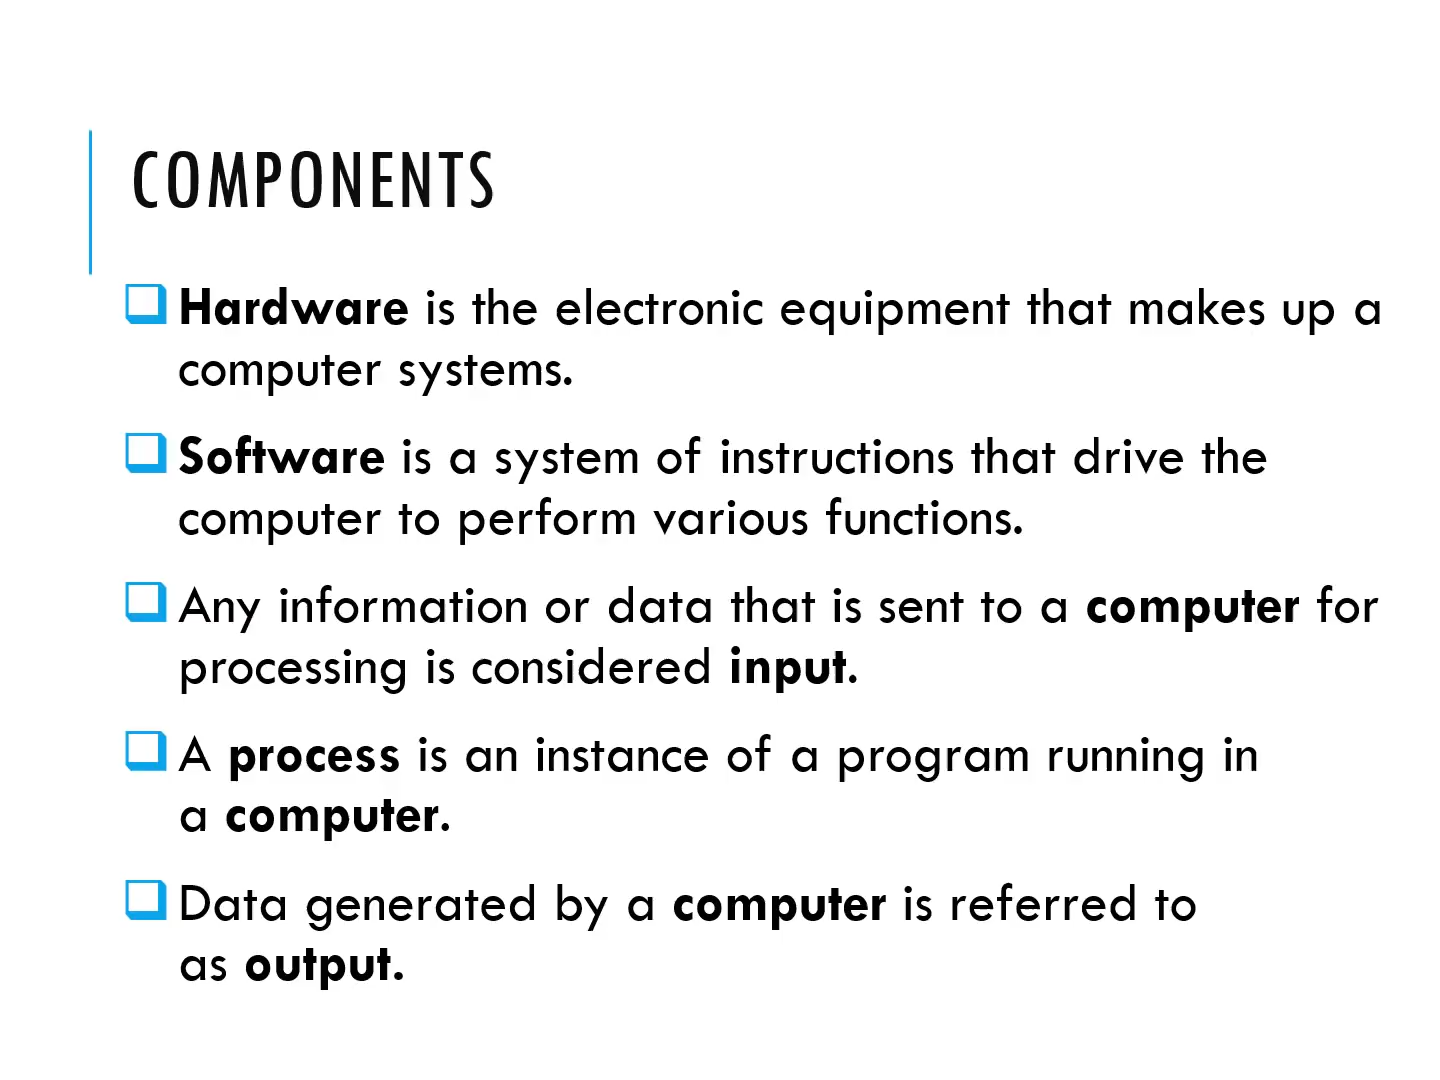 COMPONENTS
Hardware is the electronic equipment that makes up a
computer systems.
Software is a system of instructions that drive the
computer to perform various functions.
Any information or data that is sent to a computer for
processing is considered input.
A process is an instance of a program running in
a computer.
Data generated by a computer is referred to
as output.